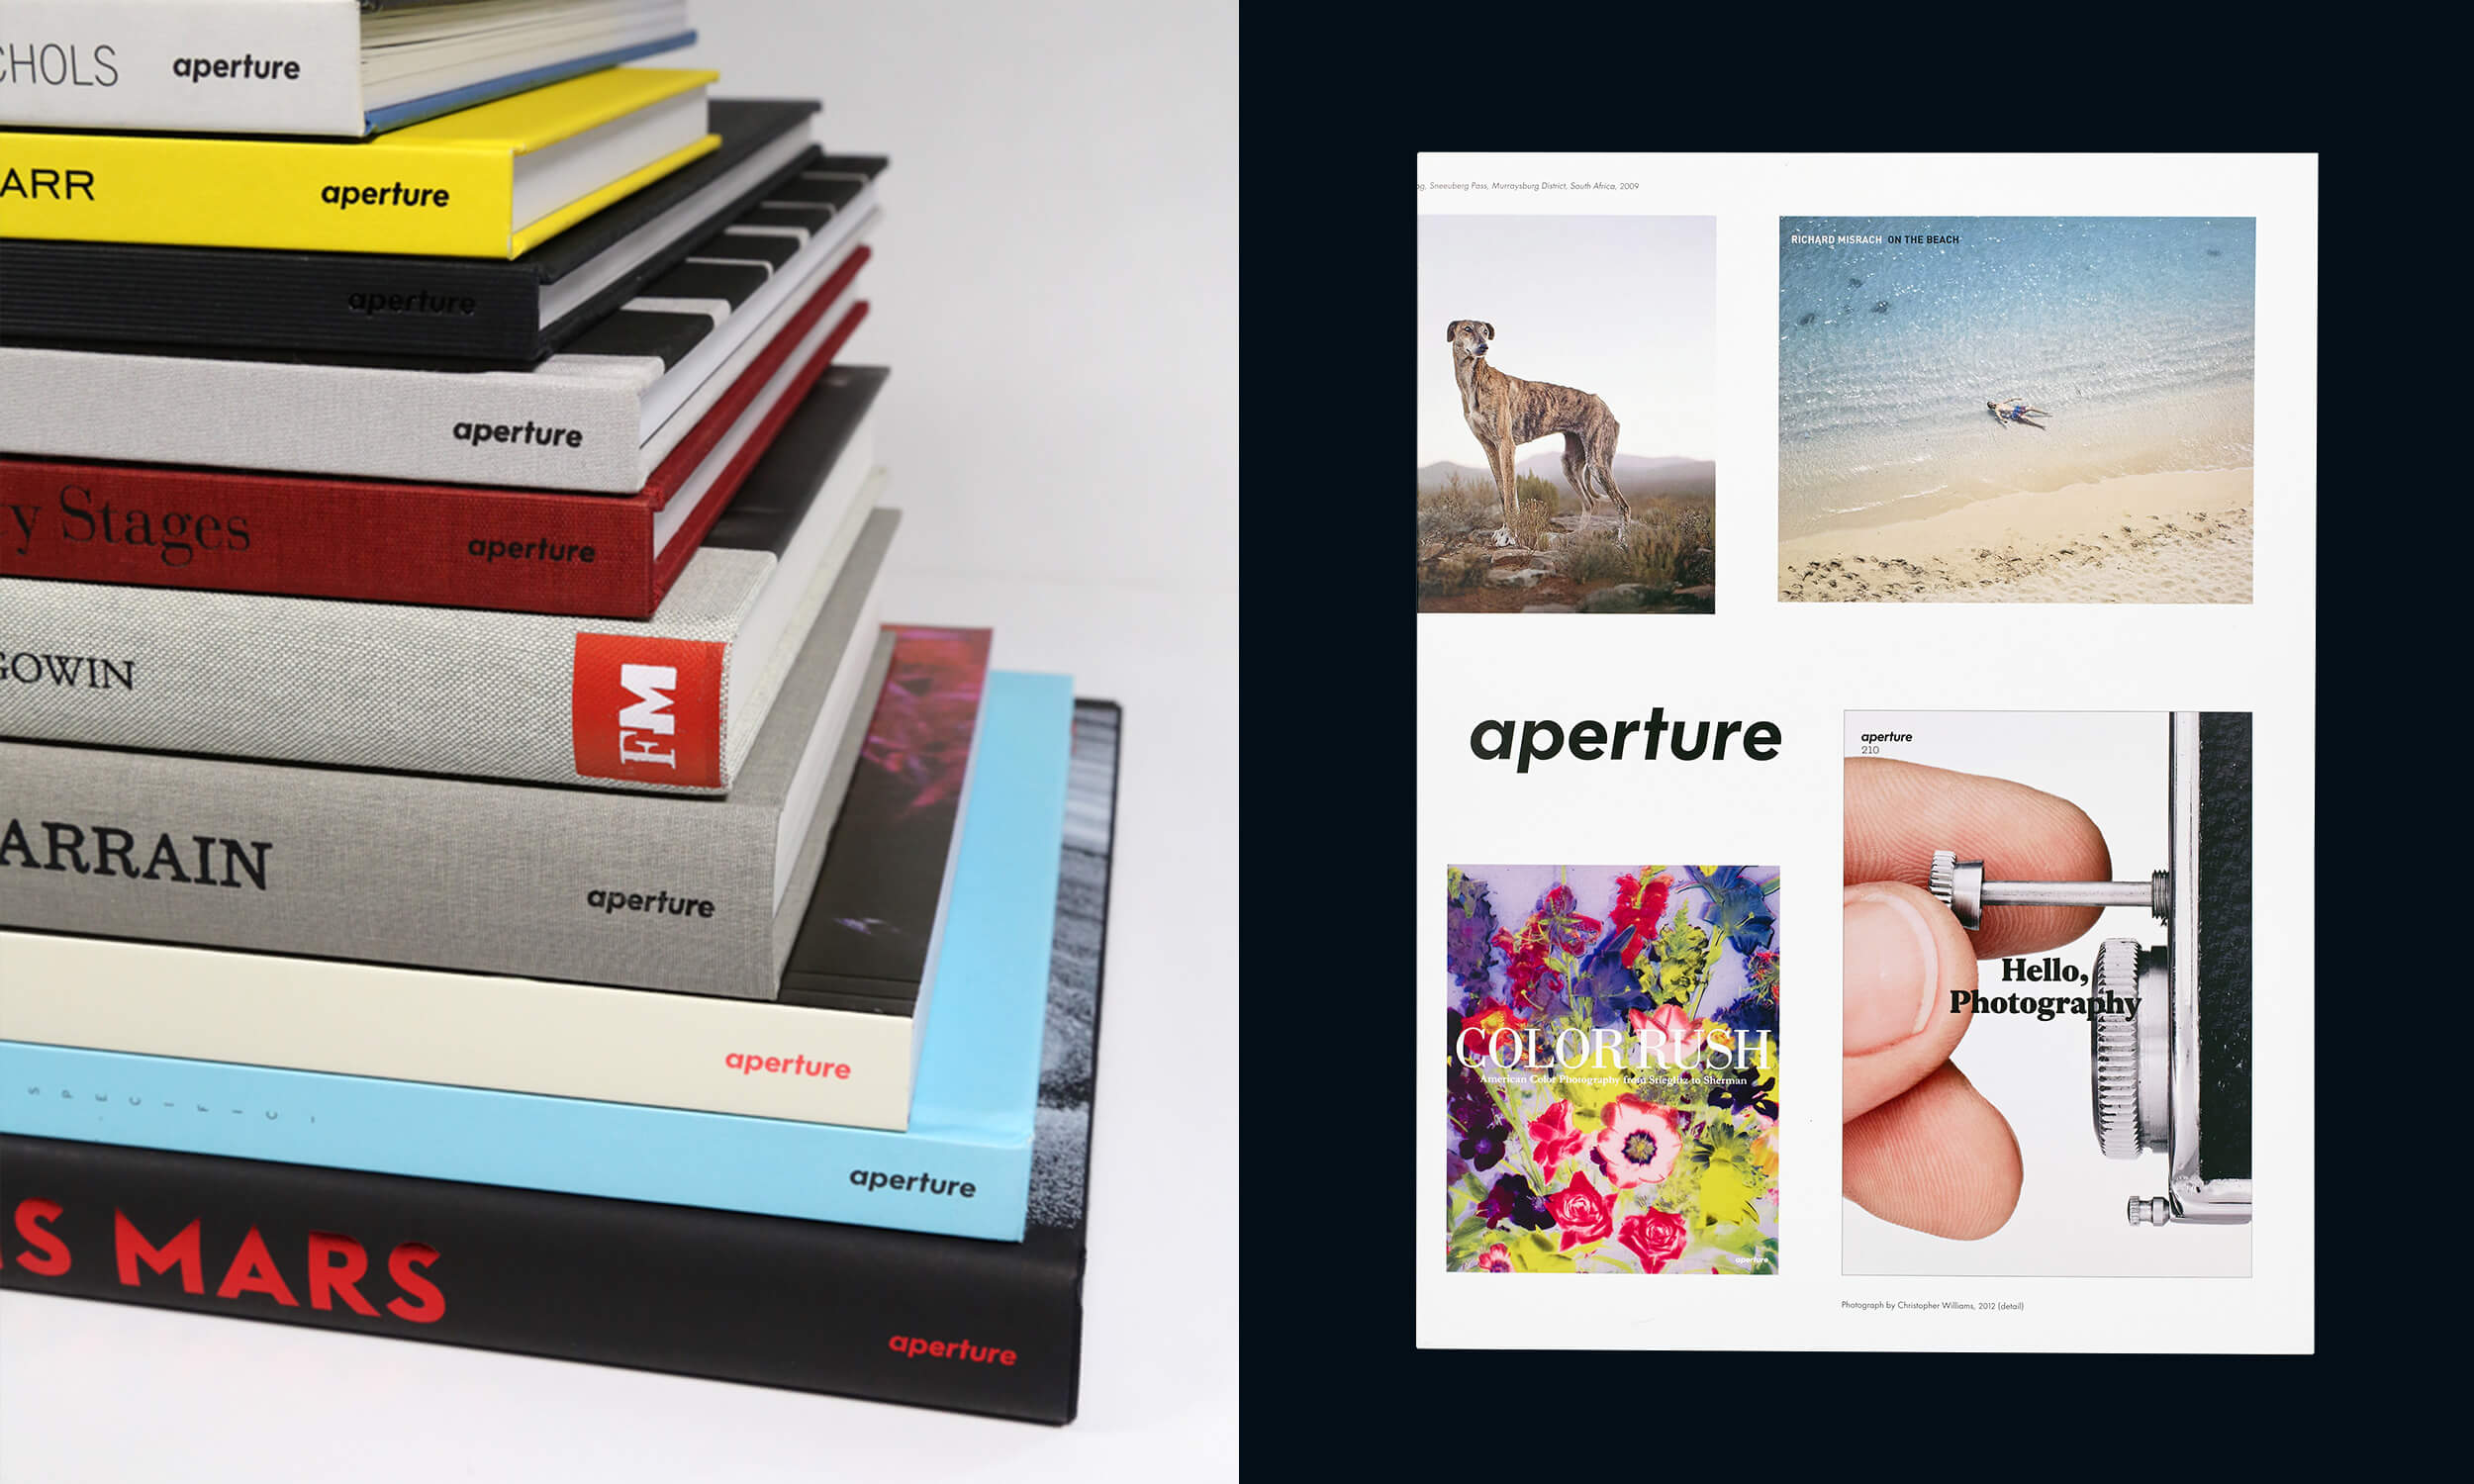 aperture
ARR
aperture
aperture
aperture
y Stages
aperture
GOWIN
FM
ARRAIN
aperture
aperture
SPECIFIC
aperture
S MARS
aperture
Sneeuberg Pass, Murraysburg District, South Africa, 2009
RICHARD MISRACH ON THE BEACH
aperture
aperture
210
Hello,
Photography
COLOR RUSH
American Color Photography from Stieglitz to Sherman
aperture
Photograph by Christopher Williams, 2012 (detail)